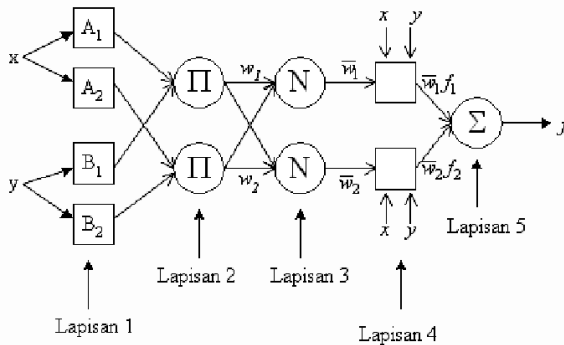 x y
A₁
x
w₁ w̅₁ w̅₁f₁
Π N
A₂
Σ f
B₁
y
Π N
w₂ w̅₂ w̅₂f₂
B₂
x y
Lapisan 5
Lapisan 2 Lapisan 3
Lapisan 1 Lapisan 4